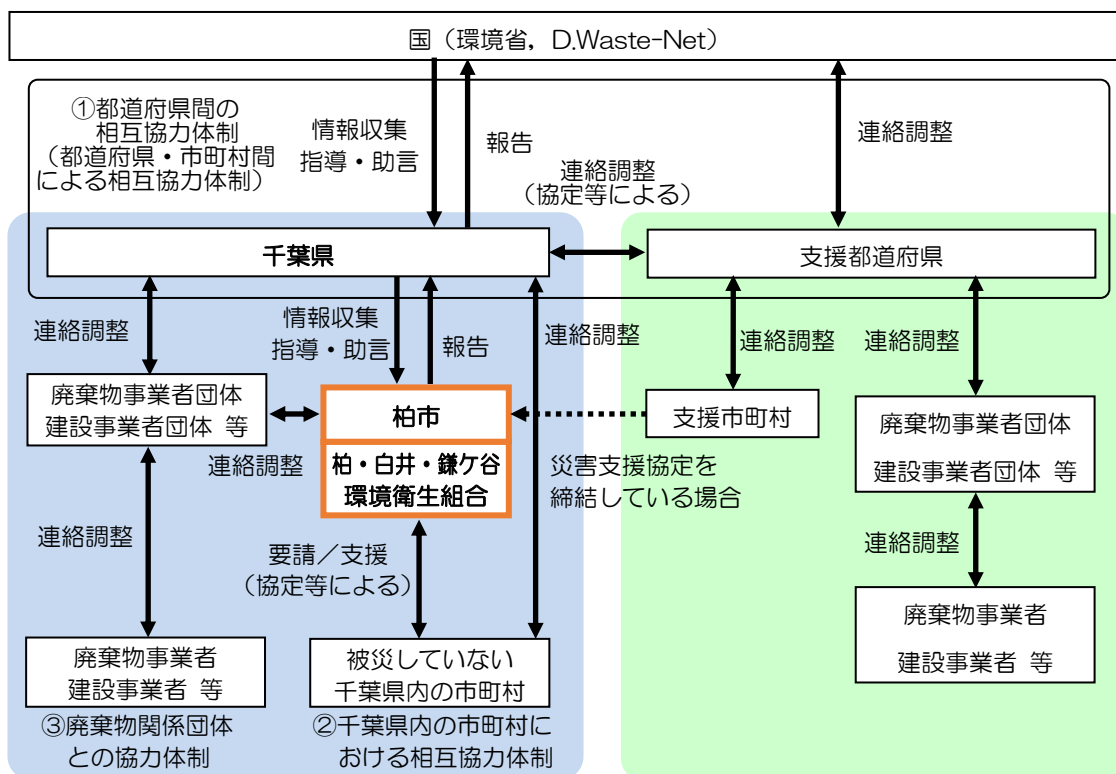 国（環境省，D.Waste-Net）
①都道府県間の
相互協力体制
（都道府県・市町村間
による相互協力体制）
情報収集
指導・助言
報告
連絡調整
（協定等による）
連絡調整
千葉県
支援都道府県
連絡調整
情報収集
指導・助言
報告
連絡調整
連絡調整
連絡調整
廃棄物事業者団体
建設事業者団体 等
連絡調整
柏市
柏・白井・鎌ケ谷
環境衛生組合
支援市町村
災害支援協定を
締結している場合
廃棄物事業者団体
建設事業者団体 等
連絡調整
要請／支援
（協定等による）
連絡調整
廃棄物事業者
建設事業者 等
被災していない
千葉県内の市町村
廃棄物事業者
建設事業者 等
③廃棄物関係団体
との協力体制
②千葉県内の市町村に
おける相互協力体制